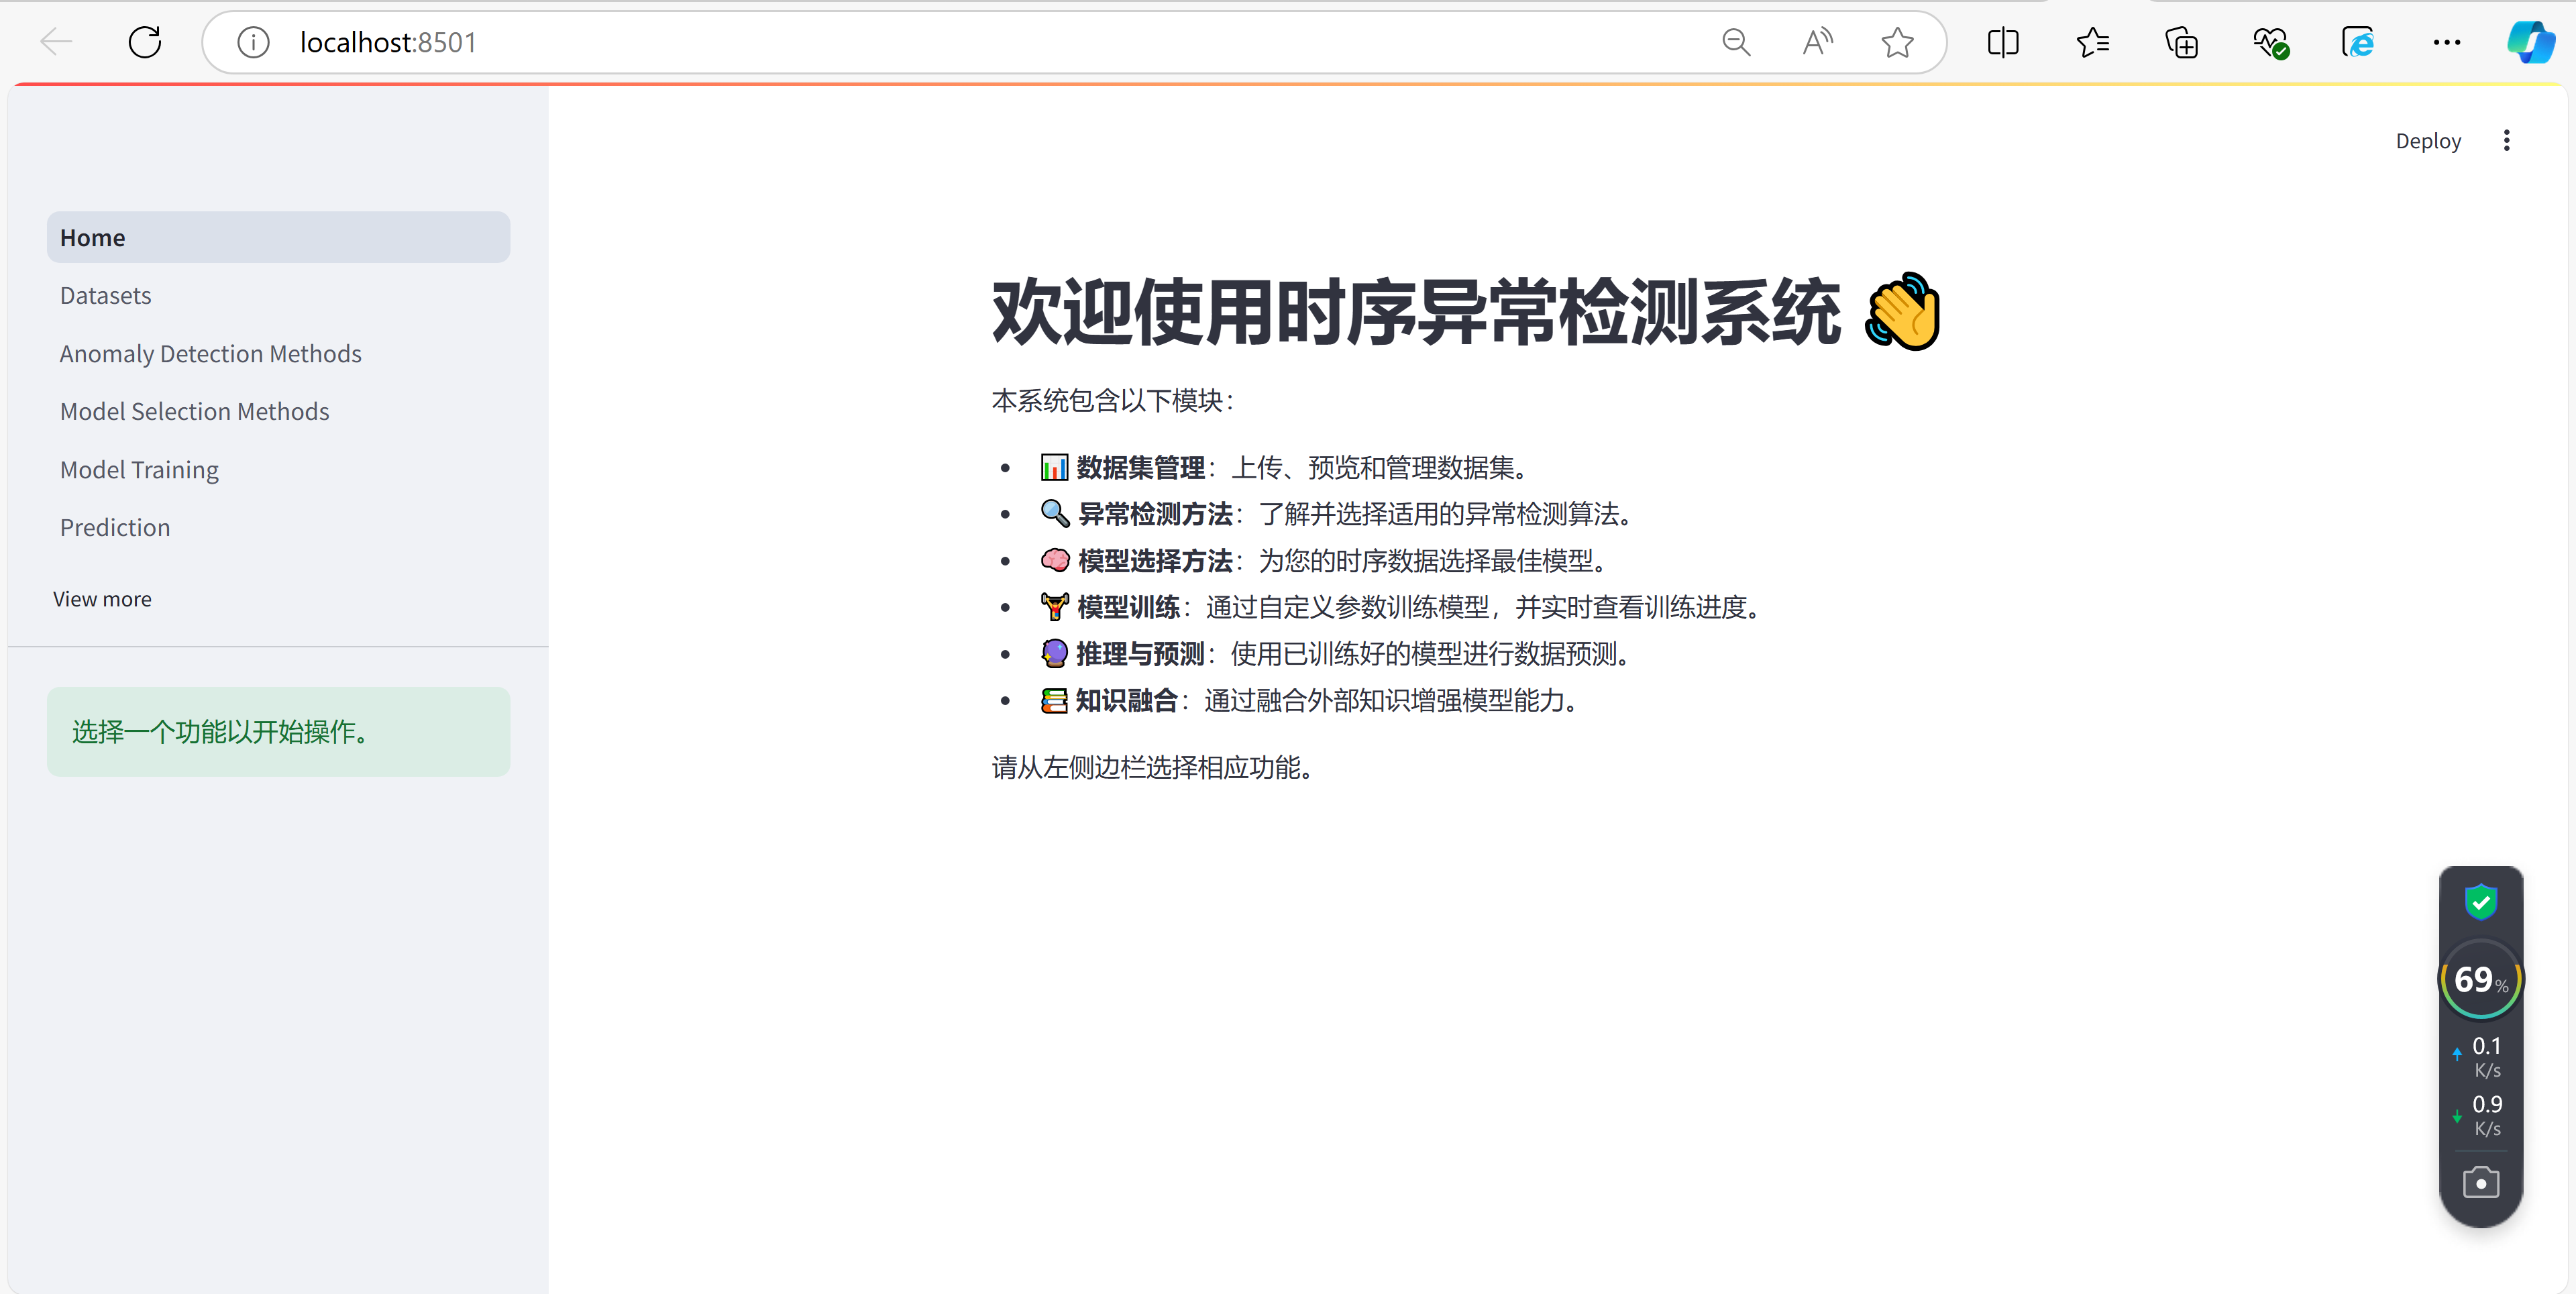 localhost:8501
Deploy
Home
Datasets
Anomaly Detection Methods
Model Selection Methods
Model Training
Prediction
View more
选择一个功能以开始操作。
欢迎使用时序异常检测系统 👋
本系统包含以下模块：
• 📊 数据集管理：上传、预览和管理数据集。
• 🔍 异常检测方法：了解并选择适用的异常检测算法。
• 🧠 模型选择方法：为您的时序数据选择最佳模型。
• 🏋️ 模型训练：通过自定义参数训练模型，并实时查看训练进度。
• 🔮 推理与预测：使用已训练好的模型进行数据预测。
• 📚 知识融合：通过融合外部知识增强模型能力。
请从左侧边栏选择相应功能。
69%
0.1
K/s
0.9
K/s